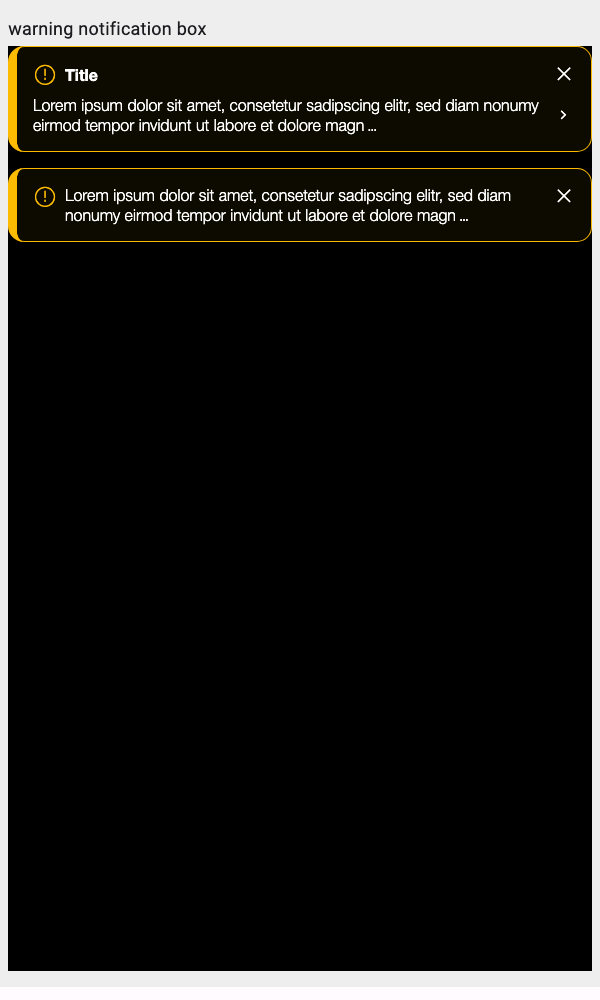 warning notification box
Title
Lorem ipsum dolor sit amet, consetetur sadipscing elitr, sed diam nonumy
eirmod tempor invidunt ut labore et dolore magn ...
Lorem ipsum dolor sit amet, consetetur sadipscing elitr, sed diam
nonumy eirmod tempor invidunt ut labore et dolore magn ...